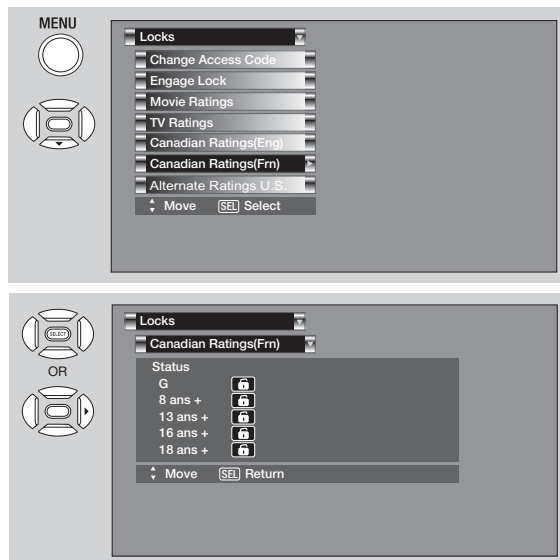 MENU
Locks
Change Access Code
Engage Lock
Movie Ratings
TV Ratings
Canadian Ratings(Eng)
Canadian Ratings(Frn)
Alternate Ratings U.S.
Move SEL Select
SELECT
OR
Locks
Canadian Ratings(Frn)
Status
G
8 ans +
13 ans +
16 ans +
18 ans +
Move SEL Return